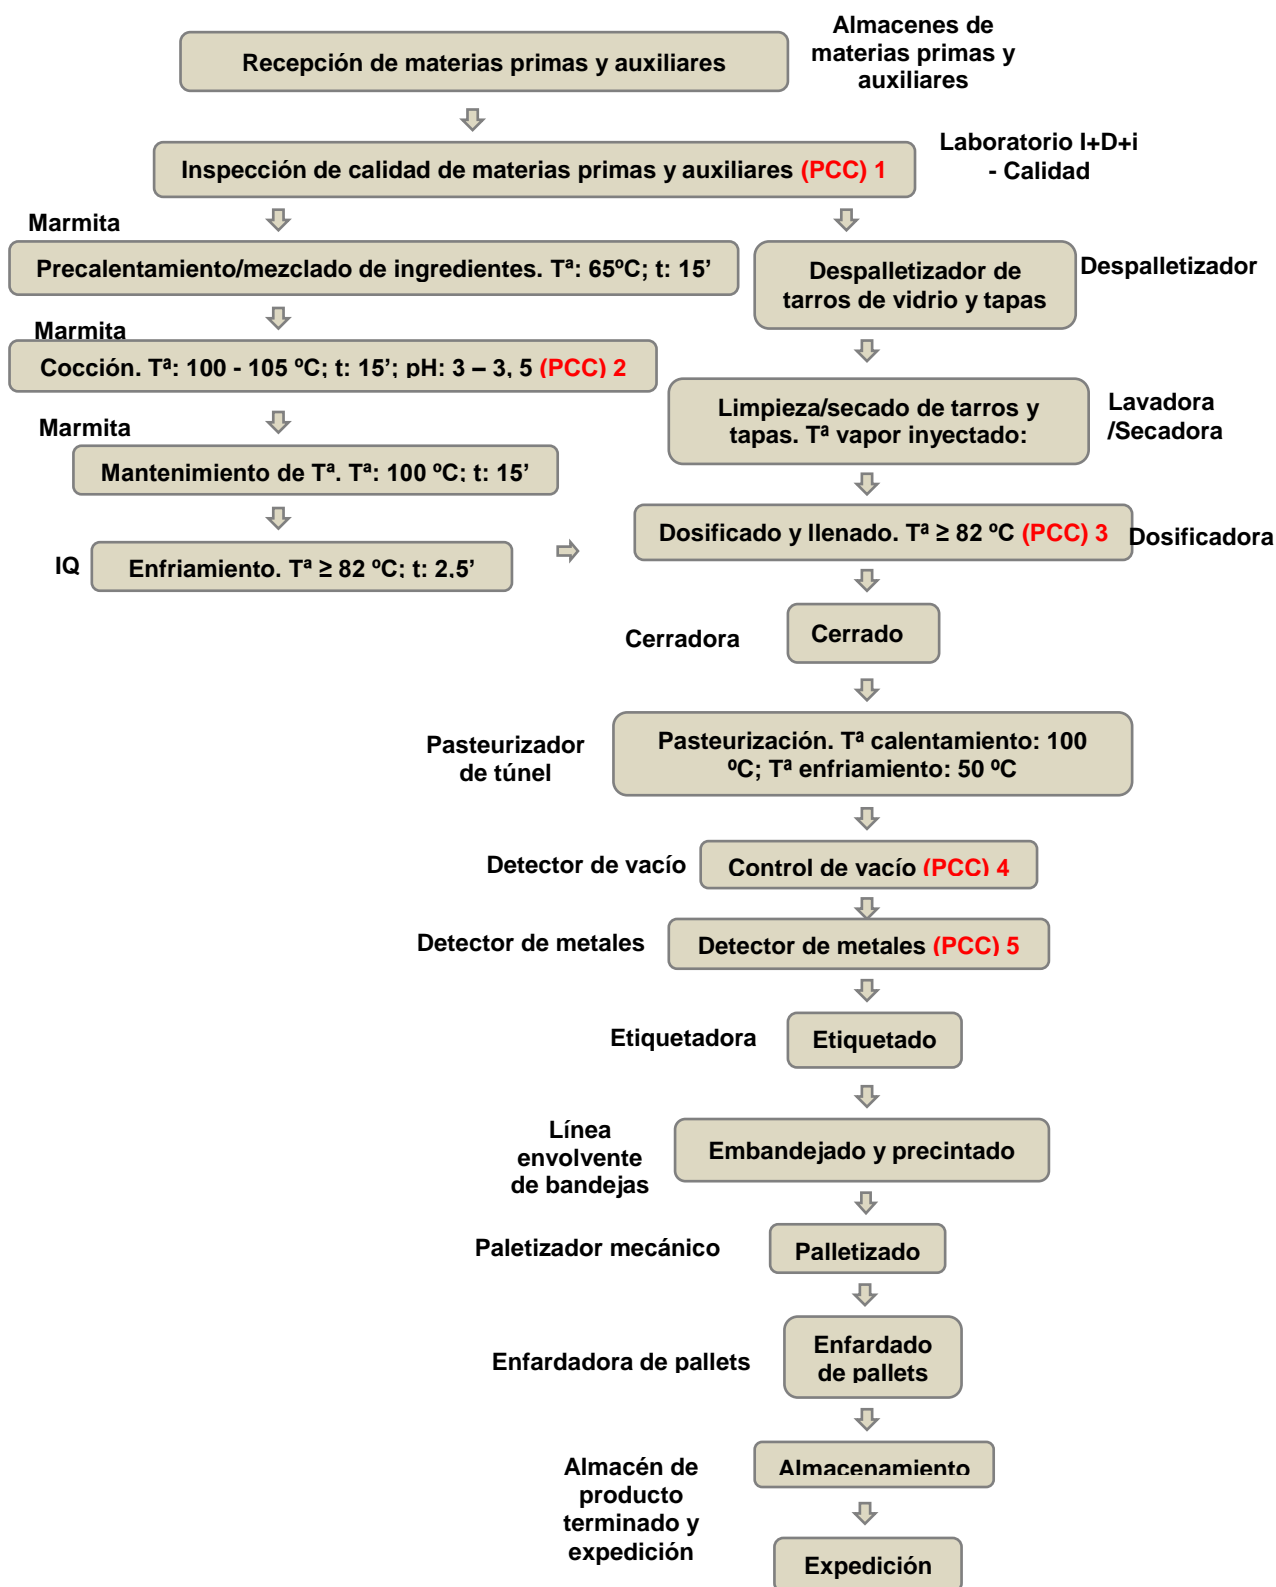 Almacenes de
materias primas y
auxiliares
Recepción de materias primas y auxiliares
Laboratorio I+D+i
- Calidad
Inspección de calidad de materias primas y auxiliares (PCC) 1
Marmita
Precalentamiento/mezclado de ingredientes. Tª: 65ºC; t: 15’
Despalletizador de
tarros de vidrio y tapas
Despalletizador
Marmita
Cocción. Tª: 100 - 105 ºC; t: 15’; pH: 3 – 3, 5 (PCC) 2
Limpieza/secado de tarros y
tapas. Tª vapor inyectado:
Lavadora
/Secadora
Marmita
Mantenimiento de Tª. Tª: 100 ºC; t: 15’
Dosificado y llenado. Tª ≥ 82 ºC (PCC) 3
Dosificadora
IQ
Enfriamiento. Tª ≥ 82 ºC; t: 2,5’
Cerradora
Cerrado
Pasteurizador
de túnel
Pasteurización. Tª calentamiento: 100
ºC; Tª enfriamiento: 50 ºC
Detector de vacío
Control de vacío (PCC) 4
Detector de metales
Detector de metales (PCC) 5
Etiquetadora
Etiquetado
Línea
envolvente
de bandejas
Embandejado y precintado
Paletizador mecánico
Palletizado
Enfardadora de pallets
Enfardado
de pallets
Almacén de
producto
terminado y
expedición
Almacenamiento
Expedición